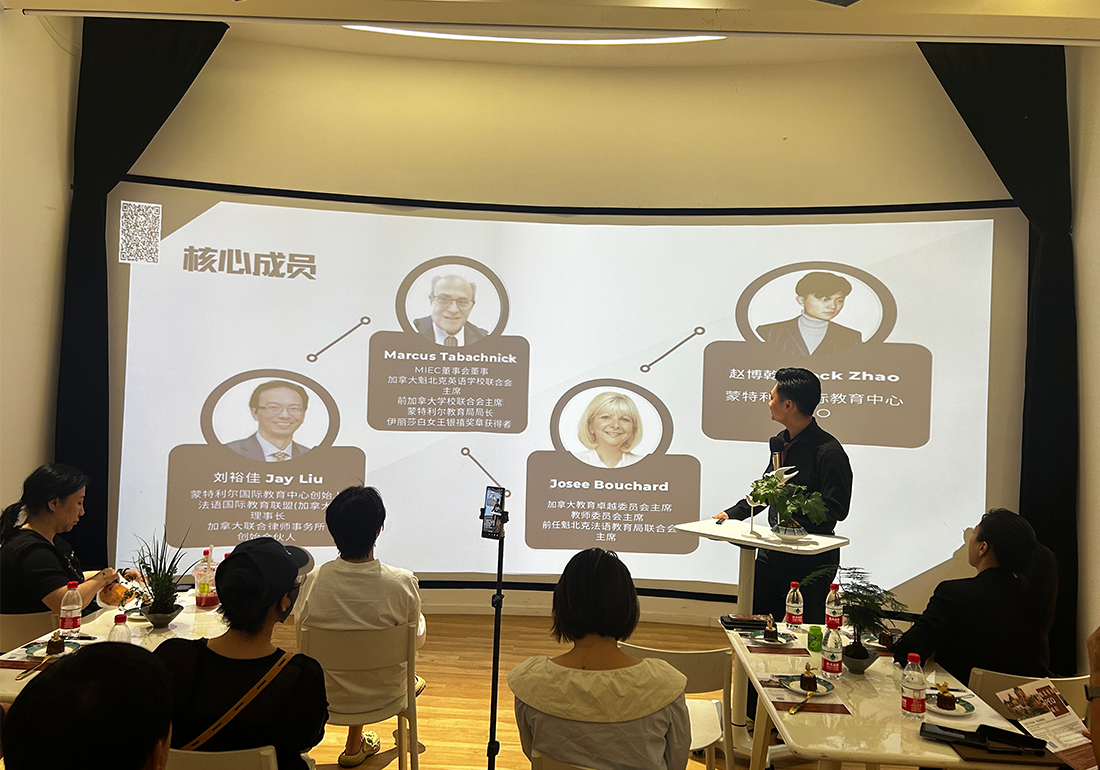 核心成员
Marcus Tabachnick
MIEC董事会董事
加拿大魁北克英语学校联合会
主席
前加拿大学校联合会主席
蒙特利尔教育局局长
伊丽莎白女王银禧奖章获得者
刘裕佳 Jay Liu
蒙特利尔国际教育中心创始
法语国际教育联盟(加拿大
理事长
加拿大联合律师事务所
创始合伙人
Josee Bouchard
加拿大教育卓越委员会主席
教师委员会主席
前任魁北克法语教育局联合会
主席
赵博乾 ck Zhao
蒙特利 际教育中心
O